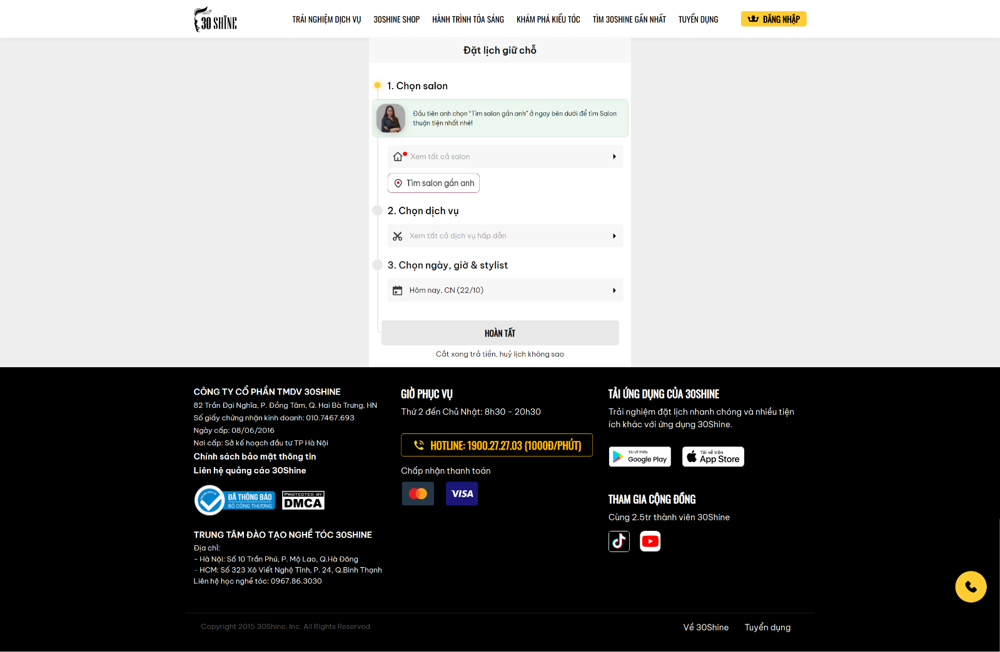 30 SHINE
TRẢI NGHIỆM DỊCH VỤ
30SHINE SHOP
HÀNH TRÌNH TỎA SÁNG
KHÁM PHÁ KIỂU TÓC
TÌM 30SHINE GẦN NHẤT
TUYỂN DỤNG
ĐĂNG NHẬP
Đặt lịch giữ chỗ
1. Chọn salon
Đầu tiên anh chọn “Tìm salon gần anh” ở ngay bên dưới để tìm Salon
thuận tiện nhất nhé!
Xem tất cả salon
Tìm salon gần anh
2. Chọn dịch vụ
Xem tất cả dịch vụ hấp dẫn
3. Chọn ngày, giờ & stylist
Hôm nay, CN (22/10)
HOÀN TẤT
Cắt xong trả tiền, huỷ lịch không sao
CÔNG TY CỔ PHẦN TMDV 30SHINE
82 Trần Đại Nghĩa, P. Đồng Tâm, Q. Hai Bà Trưng, HN
Số giấy chứng nhận kinh doanh: 010.7467.693
Ngày cấp: 08/06/2016
Nơi cấp: Sở kế hoạch đầu tư TP Hà Nội
Chính sách bảo mật thông tin
Liên hệ quảng cáo 30Shine
ĐÃ THÔNG BÁO
BỘ CÔNG THƯƠNG
PROTECTED BY
DMCA
TRUNG TÂM ĐÀO TẠO NGHỀ TÓC 30SHINE
Địa chỉ:
- Hà Nội: Số 10 Trần Phú, P. Mộ Lao, Q.Hà Đông
- HCM: Số 323 Xô Viết Nghệ Tĩnh, P. 24, Q.Bình Thạnh
Liên hệ học nghề tóc: 0967.86.3030
GIỜ PHỤC VỤ
Thứ 2 đến Chủ Nhật: 8h30 - 20h30
HOTLINE: 1900.27.27.03 (1000Đ/PHÚT)
Chấp nhận thanh toán
VISA
TẢI ỨNG DỤNG CỦA 30SHINE
Trải nghiệm đặt lịch nhanh chóng và nhiều tiện
ích khác với ứng dụng 30Shine.
TẢI VỀ TRÊN
Google Play
Tải về trên
App Store
THAM GIA CỘNG ĐỒNG
Cùng 2.5tr thành viên 30Shine
Copyright 2015 30Shine, Inc. All Rights Reserved
Về 30Shine
Tuyển dụng